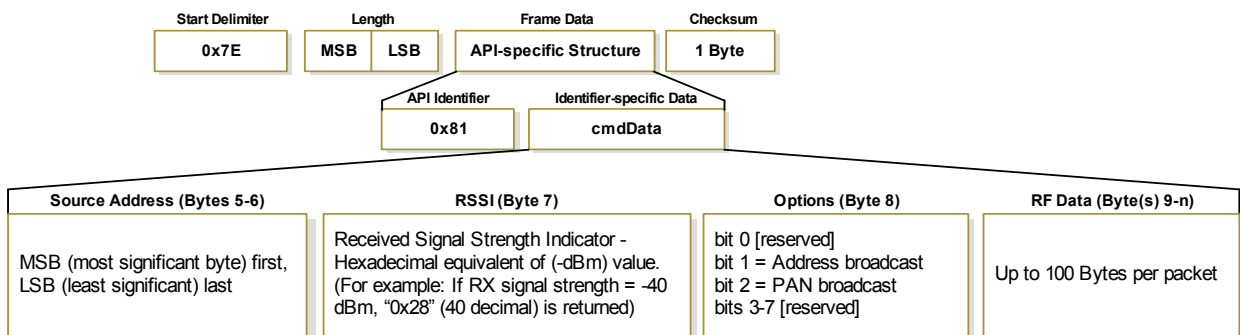 Start Delimiter
Length
Frame Data
Checksum
0x7E
MSB
LSB
API-specific Structure
1 Byte
API Identifier
Identifier-specific Data
0x81
cmdData
Source Address (Bytes 5-6)
MSB (most significant byte) first,
LSB (least significant) last
RSSI (Byte 7)
Received Signal Strength Indicator -
Hexadecimal equivalent of (-dBm) value.
(For example: If RX signal strength = -40
dBm, “0x28” (40 decimal) is returned)
Options (Byte 8)
bit 0 [reserved]
bit 1 = Address broadcast
bit 2 = PAN broadcast
bits 3-7 [reserved]
RF Data (Byte(s) 9-n)
Up to 100 Bytes per packet